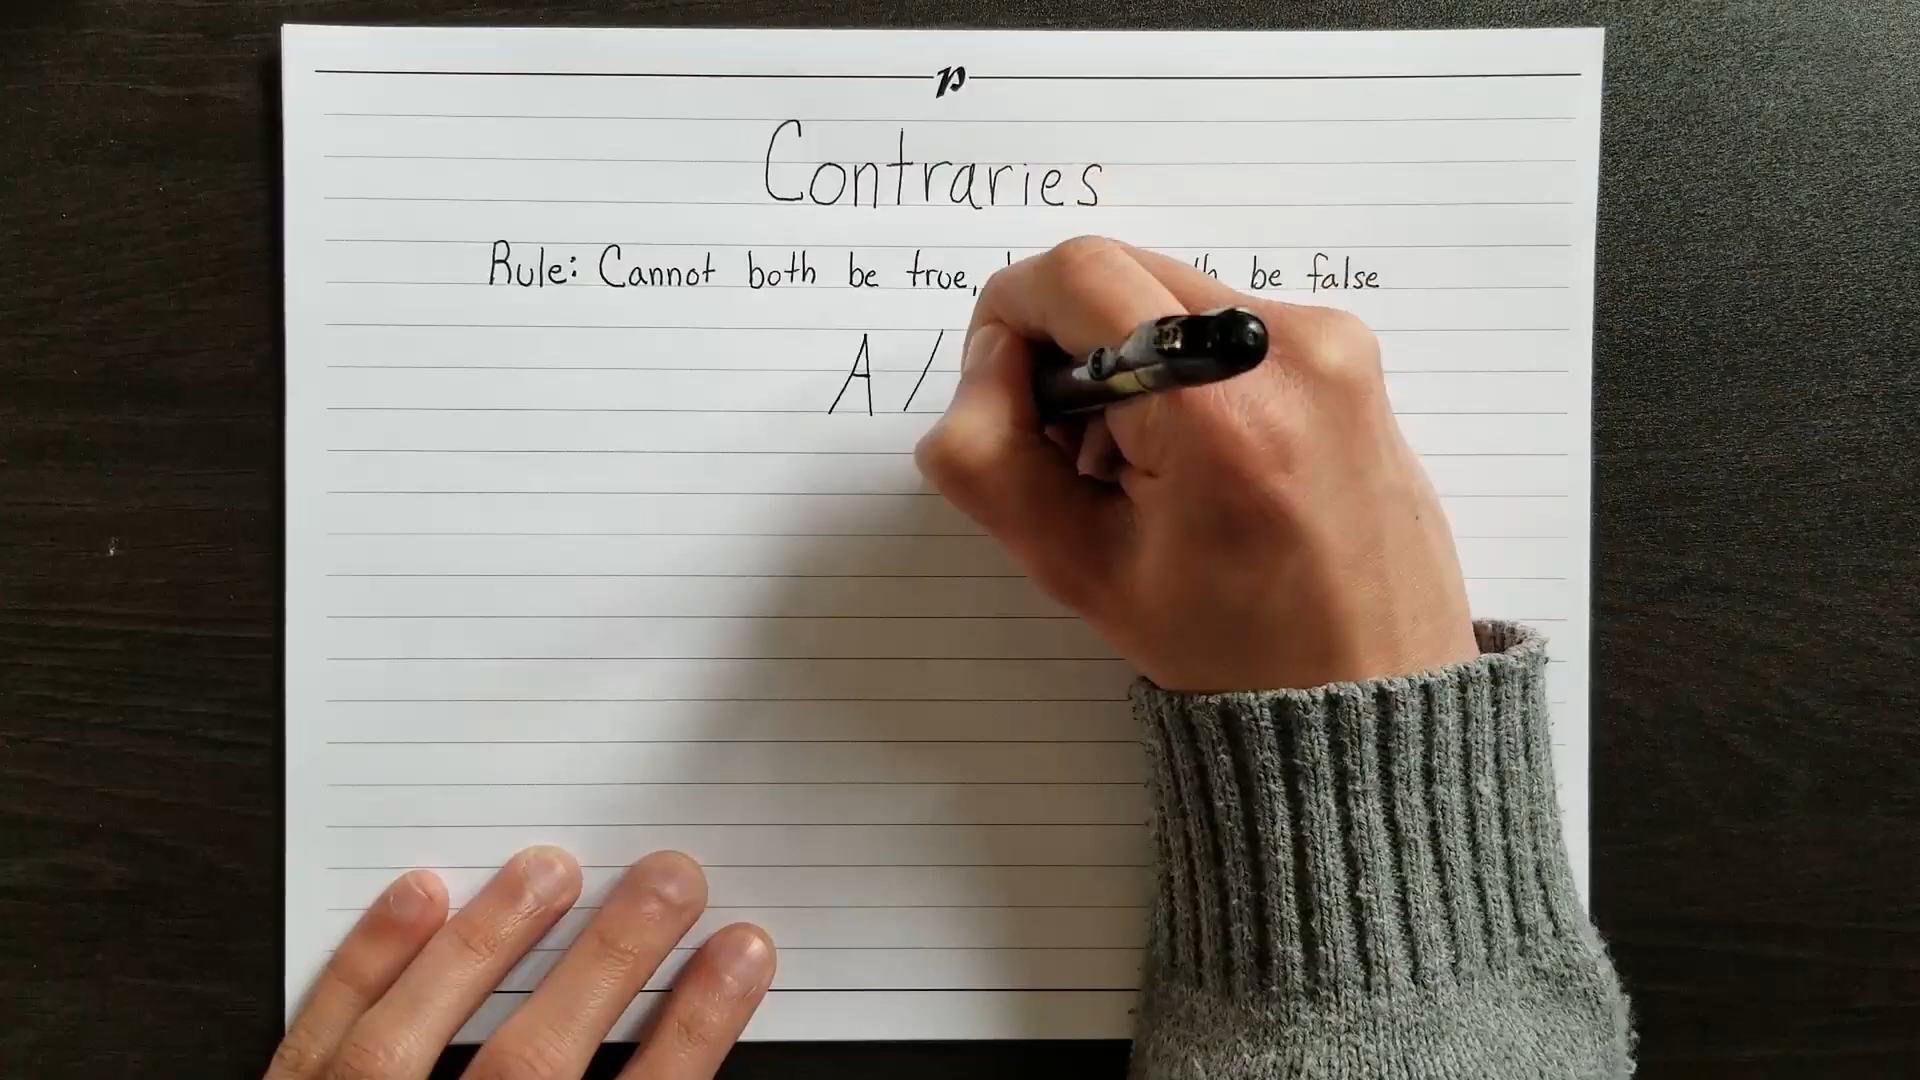 p
Contraries
Rule: Cannot both be true, be false
A /